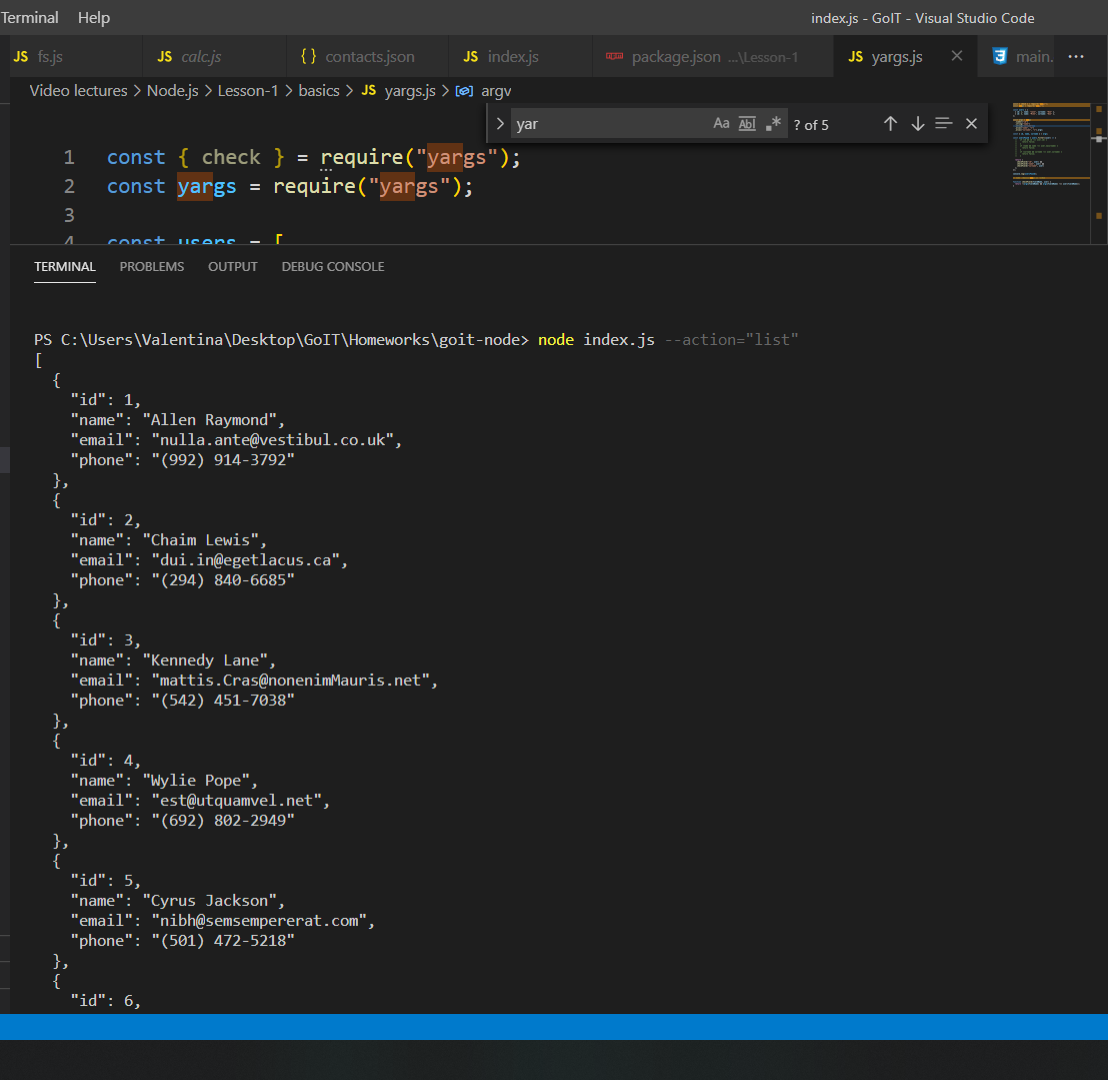 Terminal Help index.js - GoIT - Visual Studio Code
JS fs.js JS calc.js {} contacts.json JS index.js package.json ...\Lesson-1 JS yargs.js main. ...
Video lectures > Node.js > Lesson-1 > basics > JS yargs.js > argv
yar Aa Abl .* ? of 5
1 const { check } = require("yargs");
2 const yargs = require("yargs");
3
4 const users = [
TERMINAL PROBLEMS OUTPUT DEBUG CONSOLE
PS C:\Users\Valentina\Desktop\GoIT\Homeworks\goit-node> node index.js --action="list"
[
{
"id": 1,
"name": "Allen Raymond",
"email": "nulla.ante@vestibul.co.uk",
"phone": "(992) 914-3792"
},
{
"id": 2,
"name": "Chaim Lewis",
"email": "dui.in@egetlacus.ca",
"phone": "(294) 840-6685"
},
{
"id": 3,
"name": "Kennedy Lane",
"email": "mattis.Cras@nonenimMauris.net",
"phone": "(542) 451-7038"
},
{
"id": 4,
"name": "Wylie Pope",
"email": "est@utquamvel.net",
"phone": "(692) 802-2949"
},
{
"id": 5,
"name": "Cyrus Jackson",
"email": "nibh@semsempererat.com",
"phone": "(501) 472-5218"
},
{
"id": 6,